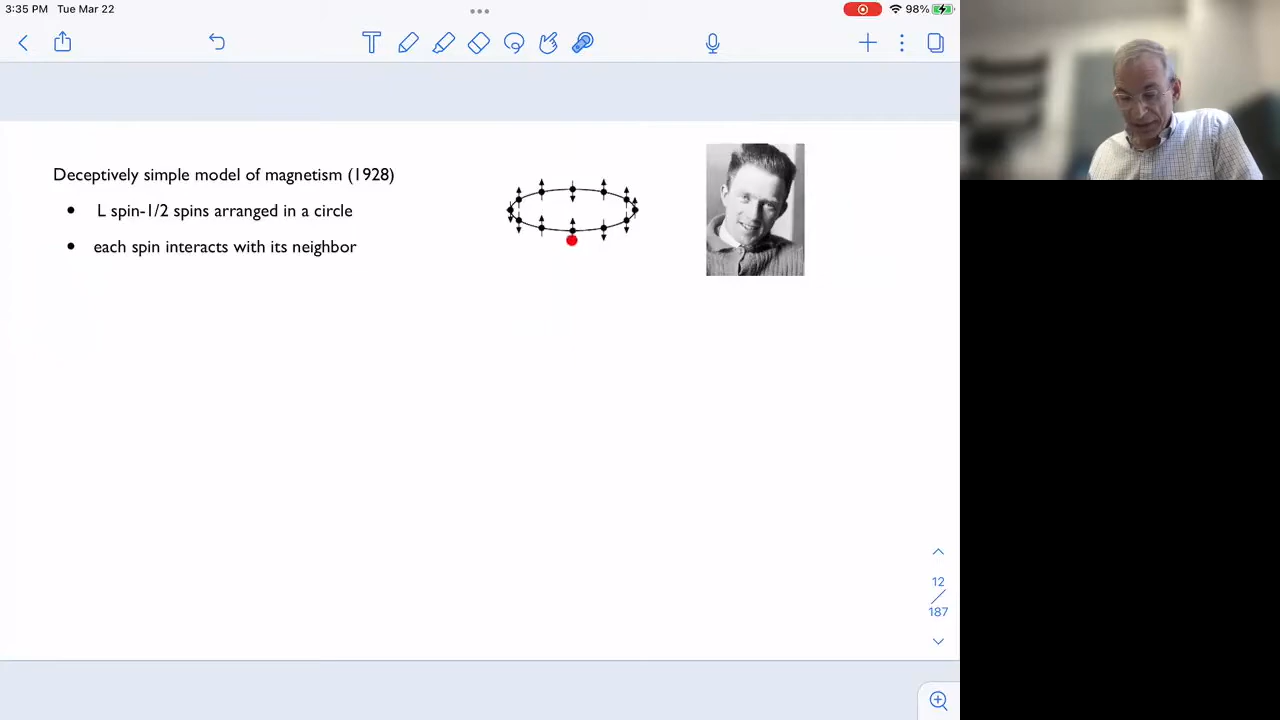 3:35 PM Tue Mar 22
98%
Deceptively simple model of magnetism (1928)
• L spin-1/2 spins arranged in a circle
• each spin interacts with its neighbor
12
/
187